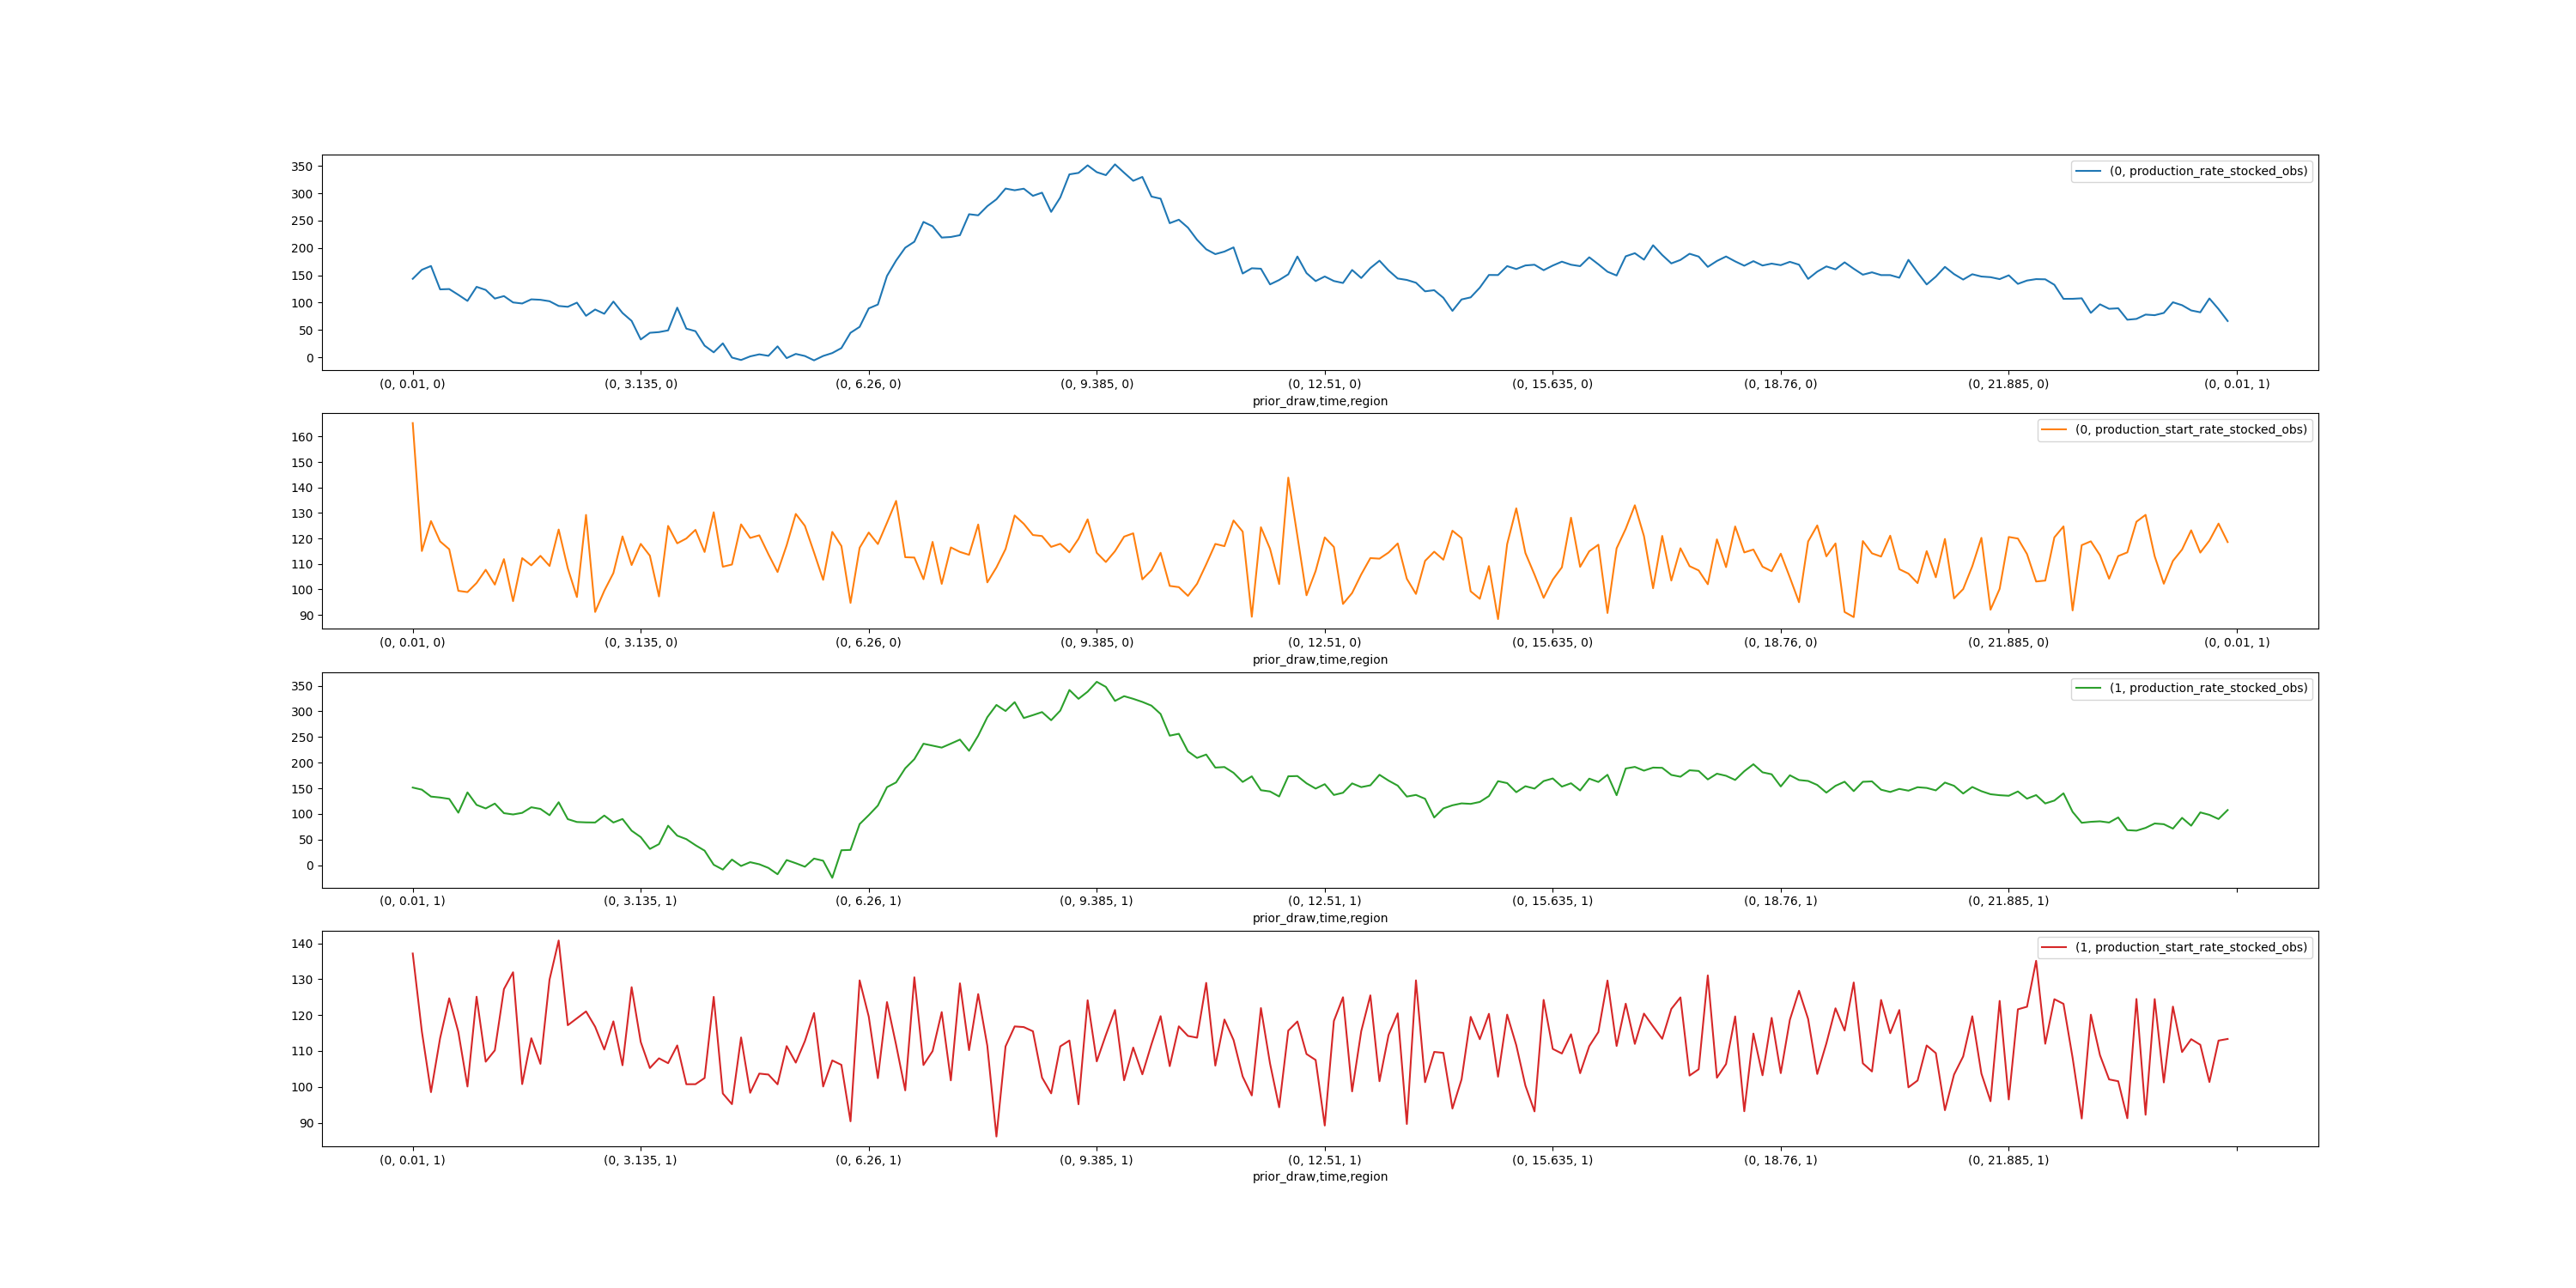 350
300
250
200
150
100
50
0
(0, production_rate_stocked_obs)
(0, 0.01, 0) (0, 3.135, 0) (0, 6.26, 0) (0, 9.385, 0) (0, 12.51, 0) (0, 15.635, 0) (0, 18.76, 0) (0, 21.885, 0) (0, 0.01, 1)
prior_draw,time,region
160
150
140
130
120
110
100
90
(0, production_start_rate_stocked_obs)
(0, 0.01, 0) (0, 3.135, 0) (0, 6.26, 0) (0, 9.385, 0) (0, 12.51, 0) (0, 15.635, 0) (0, 18.76, 0) (0, 21.885, 0) (0, 0.01, 1)
prior_draw,time,region
350
300
250
200
150
100
50
0
(1, production_rate_stocked_obs)
(0, 0.01, 1) (0, 3.135, 1) (0, 6.26, 1) (0, 9.385, 1) (0, 12.51, 1) (0, 15.635, 1) (0, 18.76, 1) (0, 21.885, 1)
prior_draw,time,region
140
130
120
110
100
90
(1, production_start_rate_stocked_obs)
(0, 0.01, 1) (0, 3.135, 1) (0, 6.26, 1) (0, 9.385, 1) (0, 12.51, 1) (0, 15.635, 1) (0, 18.76, 1) (0, 21.885, 1)
prior_draw,time,region